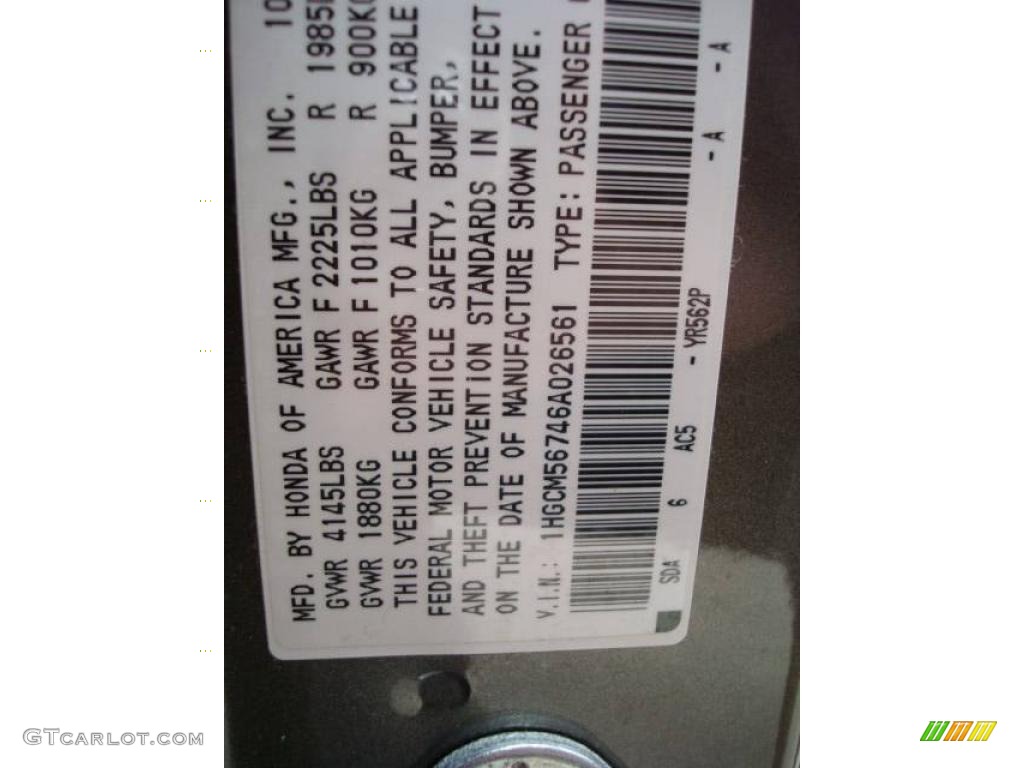 MFD. BY HONDA OF AMERICA MFG., INC. 10
GVWR 4145LBS GAWR F 2225LBS R 1985
GVWR 1880KG GAWR F 1010KG R 900KG
THIS VEHICLE CONFORMS TO ALL APPLICABLE
FEDERAL MOTOR VEHICLE SAFETY, BUMPER,
AND THEFT PREVENTION STANDARDS IN EFFECT
ON THE DATE OF MANUFACTURE SHOWN ABOVE.
V.I.N.: 1HGCM56746A026561 TYPE: PASSENGER
SDA 6 AC5 - YR562P - A - A
GTCARLOT.COM